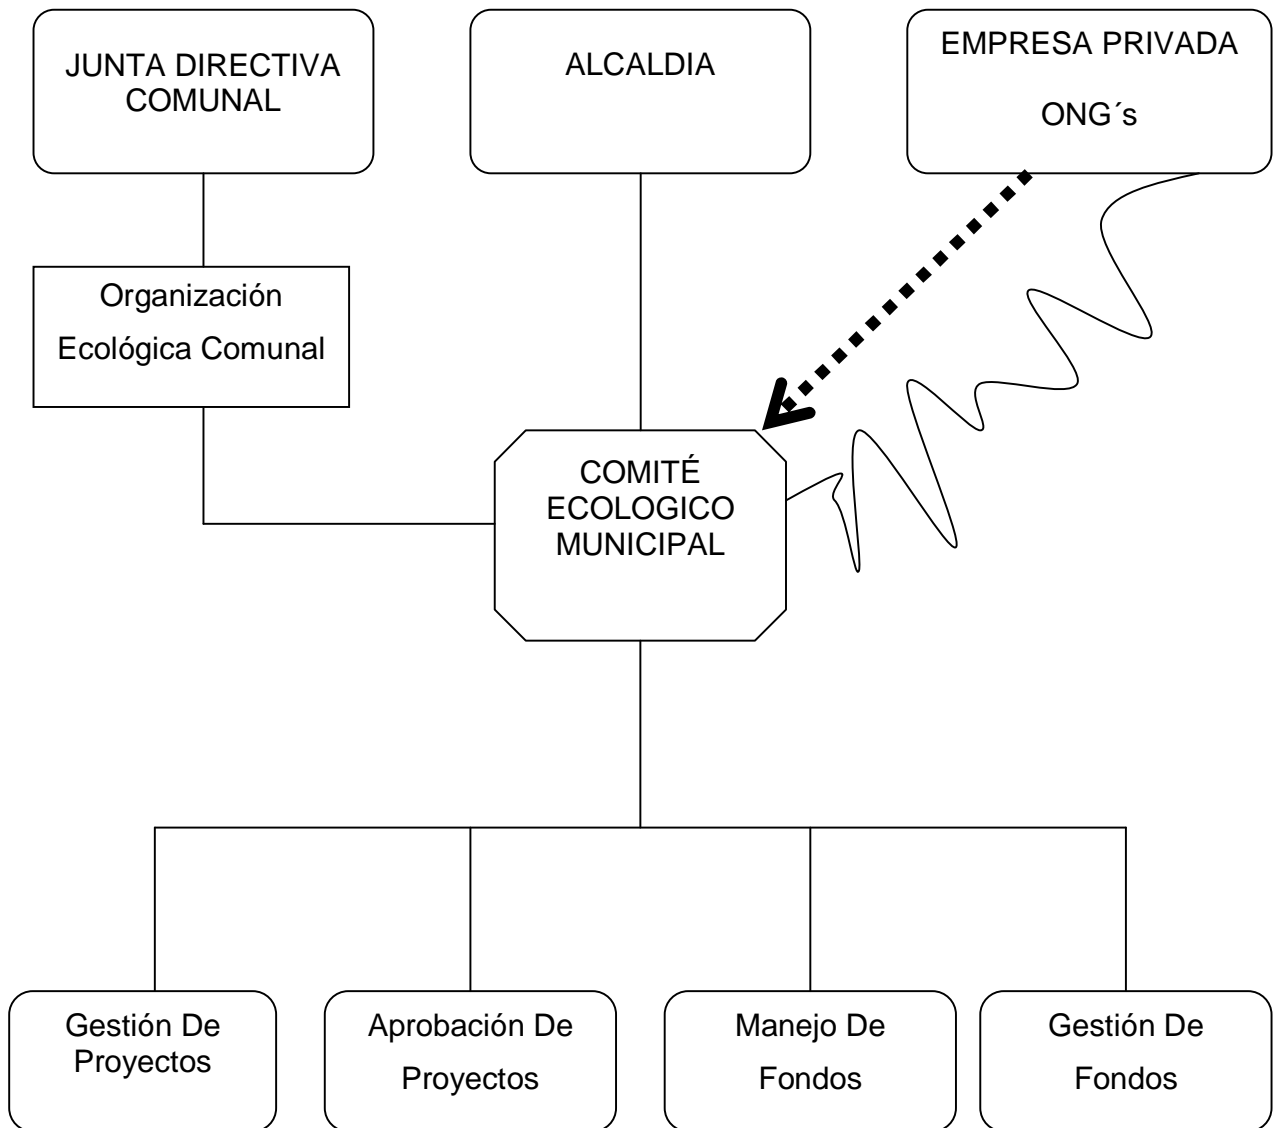 JUNTA DIRECTIVA
COMUNAL
ALCALDIA
EMPRESA PRIVADA
ONG´s
Organización
Ecológica Comunal
COMITÉ
ECOLOGICO
MUNICIPAL
Gestión De
Proyectos
Aprobación De
Proyectos
Manejo De
Fondos
Gestión De
Fondos